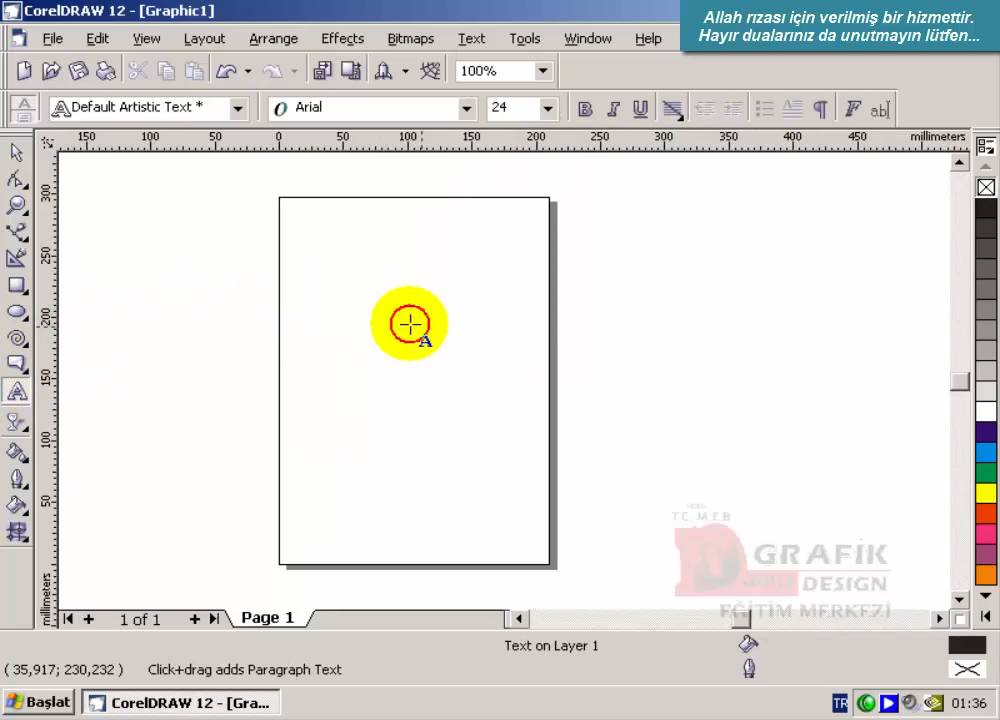 CorelDRAW 12 - [Graphic1]
Allah rızası için verilmiş bir hizmettir.
Hayır dualarınız da unutmayın lütfen...
File Edit View Layout Arrange Effects Bitmaps Text Tools Window Help
100%
Default Artistic Text * Arial 24
150 100 50 0 50 100 150 200 250 300 350 400 450 millimeters
300
250
200
150
100
50
millimeters
TC MEB
GRAFİK
DESIGN
EĞİTİM MERKEZİ
1 of 1 Page 1
Text on Layer 1
( 35,917; 230,232 ) Click+drag adds Paragraph Text
Başlat CorelDRAW 12 - [Gra... TR 01:36